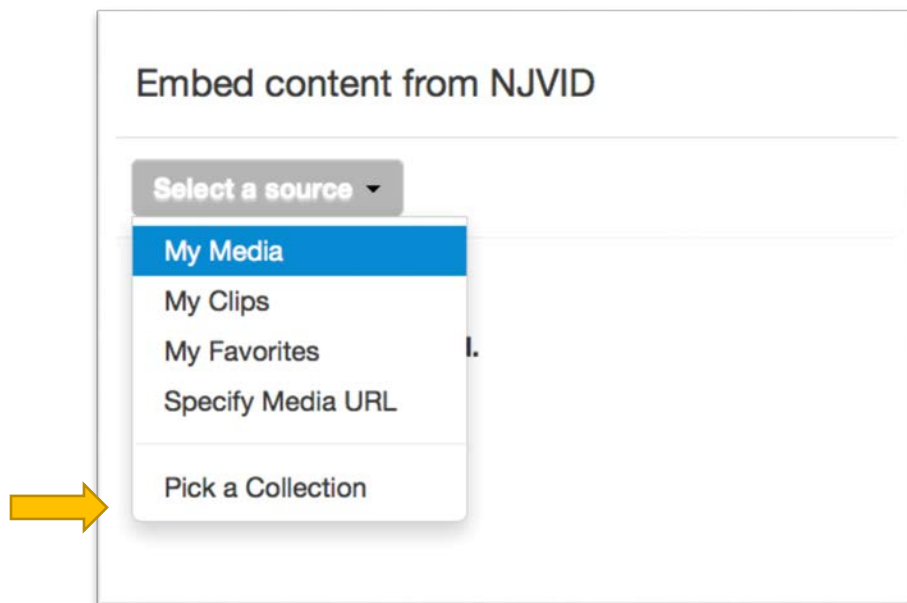 Embed content from NJVID
Select a source
My Media
My Clips
My Favorites
l.
Specify Media URL
Pick a Collection